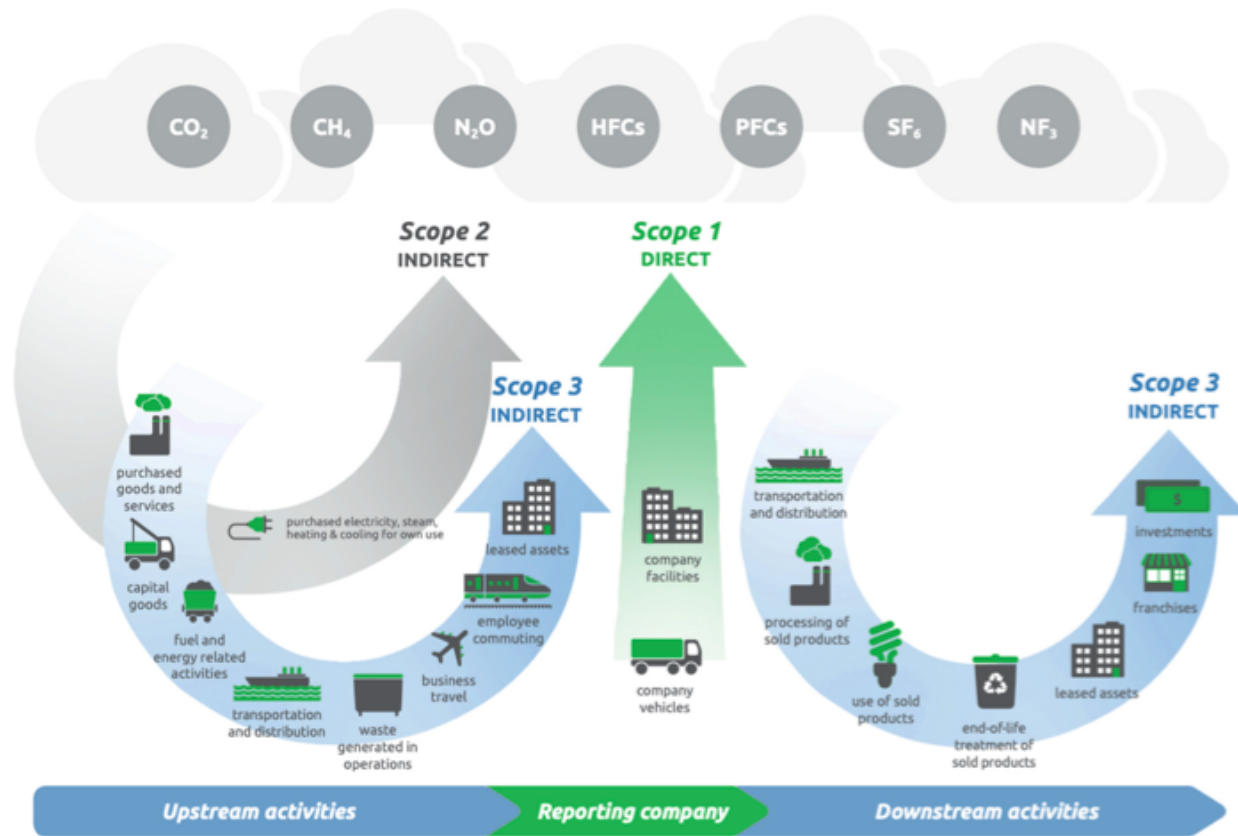 CO₂
CH₄
N₂O
HFCs
PFCs
SF₆
NF₃
Scope 2
INDIRECT
Scope 1
DIRECT
Scope 3
INDIRECT
Scope 3
INDIRECT
purchased
goods and
services
capital
goods
fuel and
energy related
activities
purchased electricity, steam,
heating & cooling for own use
transportation
and distribution
waste
generated in
operations
business
travel
employee
commuting
leased assets
company
facilities
company
vehicles
transportation
and distribution
processing of
sold products
use of sold
products
end-of-life
treatment of
sold products
leased assets
franchises
$
investments
Upstream activities
Reporting company
Downstream activities